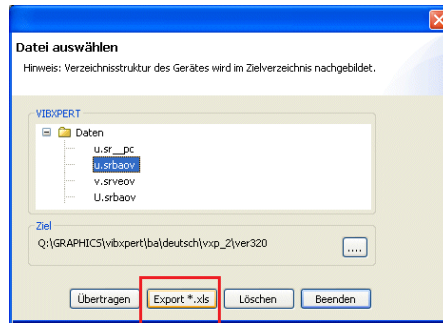 Datei auswählen
Hinweis: Verzeichnisstruktur des Gerätes wird im Zielverzeichnis nachgebildet.
VIBXPERT
Daten
u.sr__pc
u.srbaov
v.srveov
U.srbaov
Ziel
Q:\GRAPHICS\vibxpert\ba\deutsch\vxp_2\ver320
....
Übertragen Export *.xls Löschen Beenden